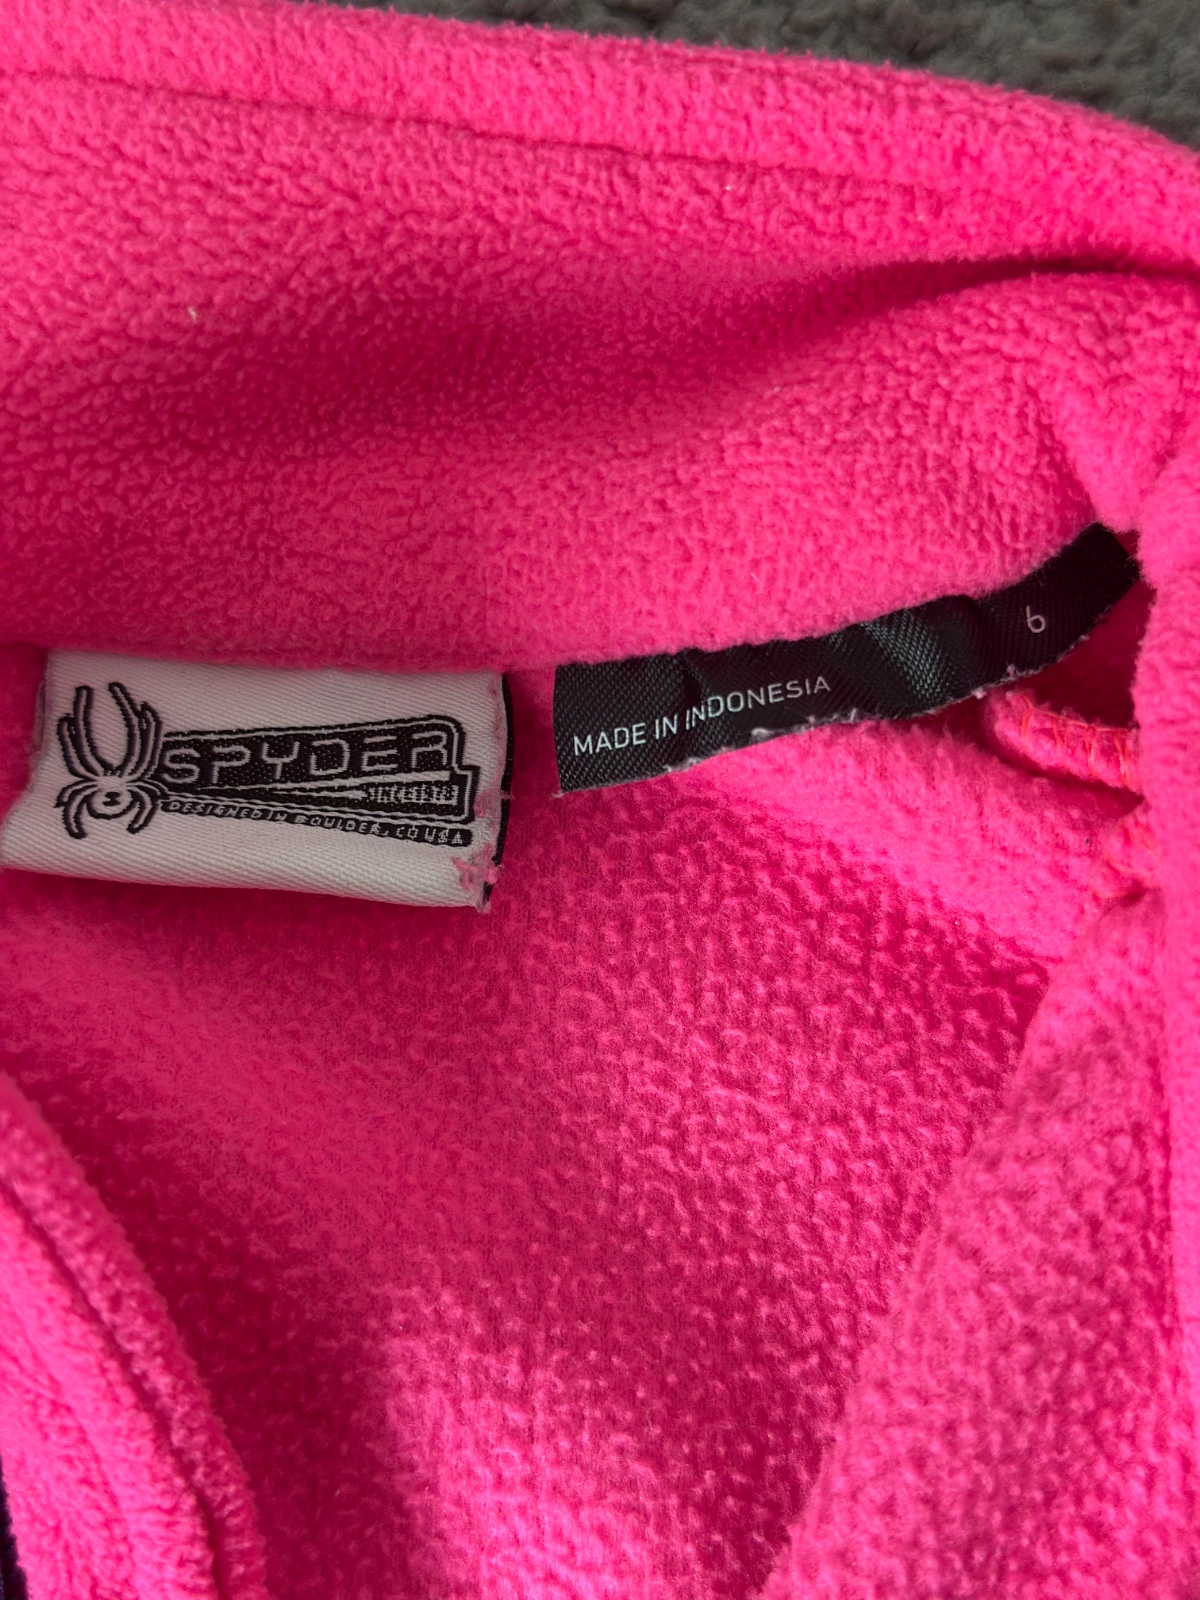 SPYDER
SINCE 1978
DESIGNED IN BOULDER, CO USA
MADE IN INDONESIA
6